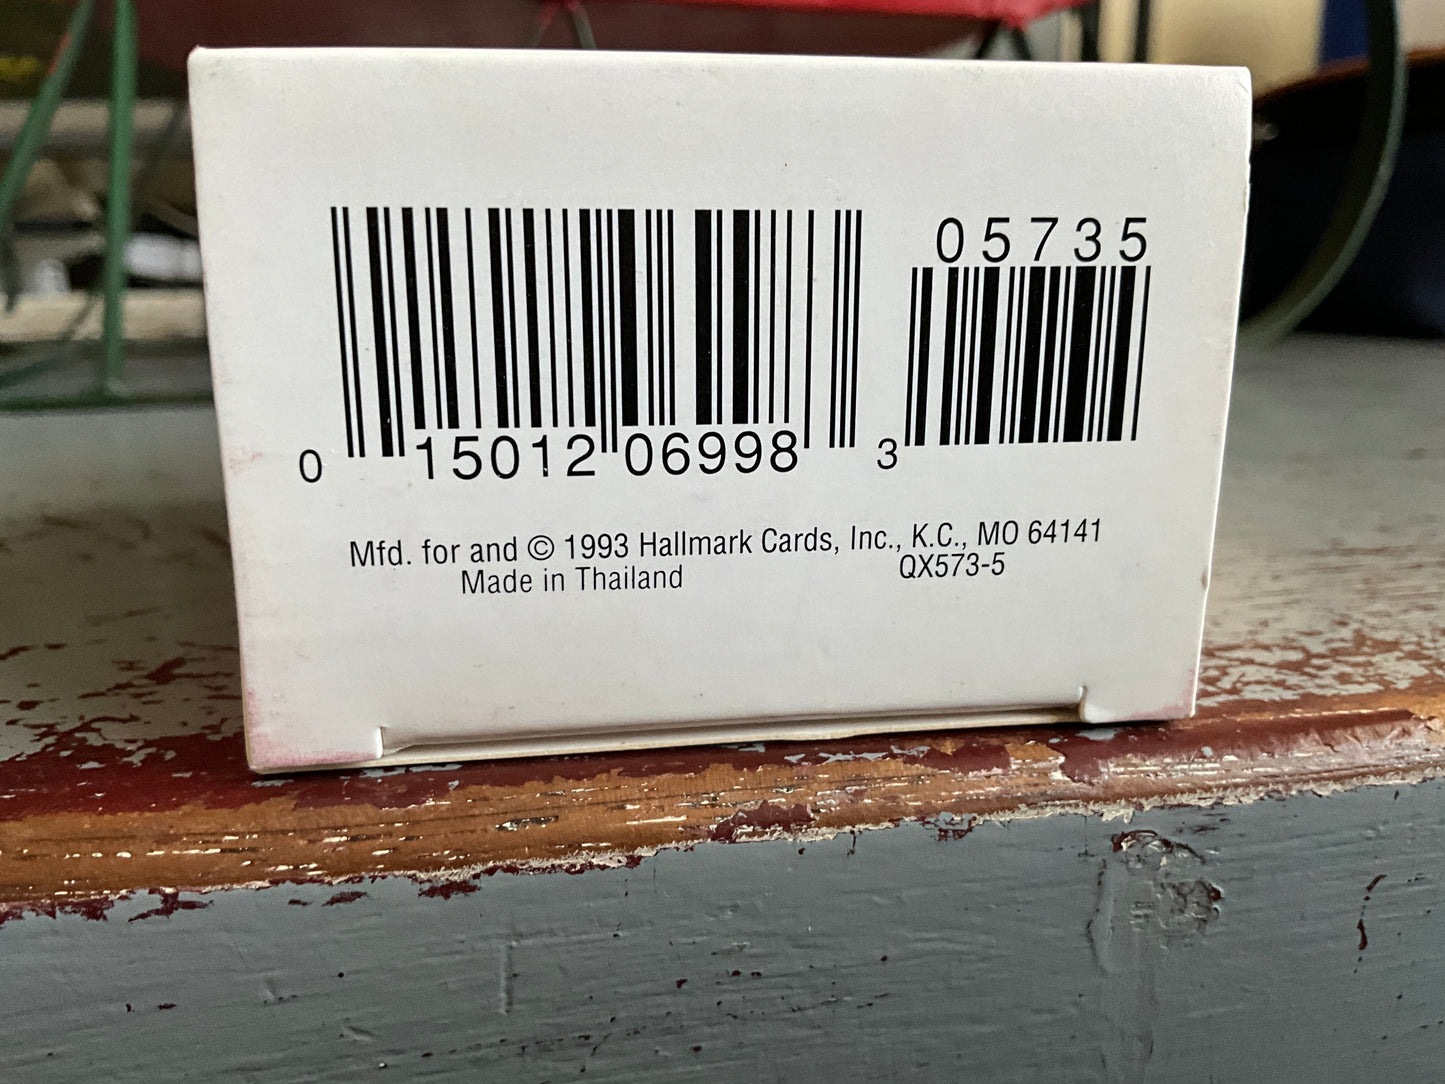 05735
0 15012 06998 3
Mfd. for and © 1993 Hallmark Cards, Inc., K.C., MO 64141
Made in Thailand QX573-5